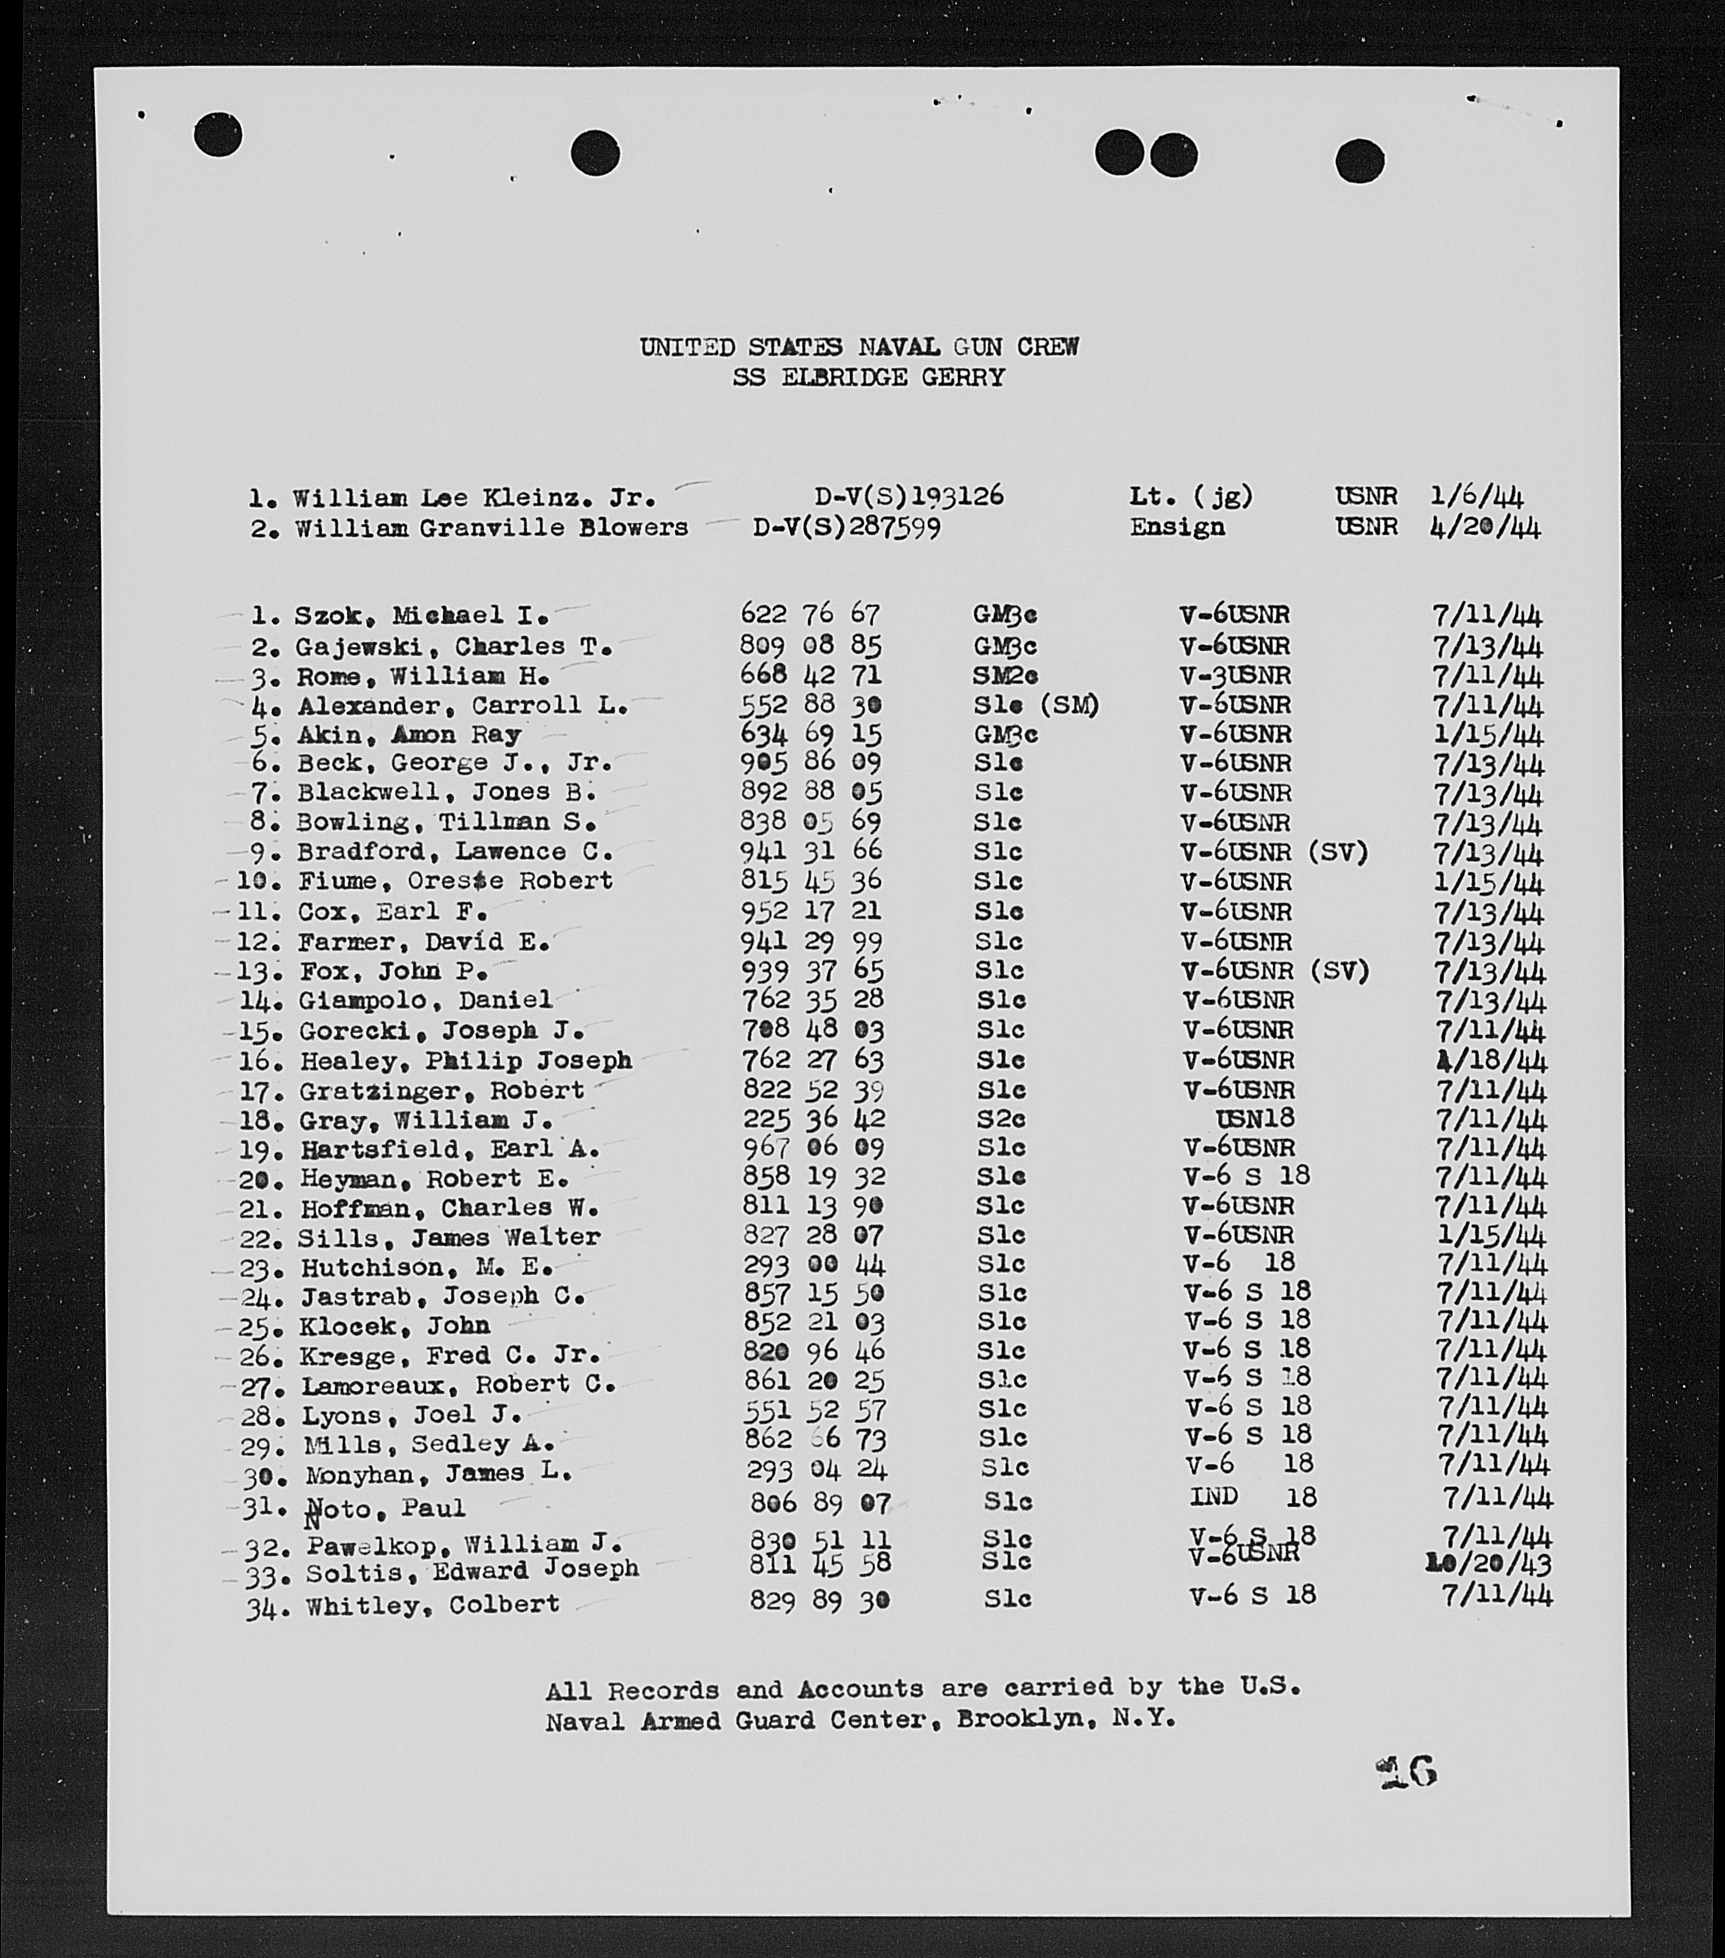 UNITED STATES NAVAL GUN CREW
SS ELBRIDGE GERRY
1. William Lee Kleinz. Jr. D-V(S)193126 Lt. (jg) USNR 1/6/44
2. William Granville Blowers D-V(S)287599 Ensign USNR 4/20/44
1. Szok, Michael I. 622 76 67 GM3c V-6USNR 7/11/44
2. Gajewski, Charles T. 809 08 85 GM3c V-6USNR 7/13/44
3. Rome, William H. 668 42 71 SM2c V-3USNR 7/11/44
4. Alexander, Carroll L. 552 88 30 S1c (SM) V-6USNR 7/11/44
5. Akin, Amon Ray 634 69 15 GM3c V-6USNR 1/15/44
6. Beck, George J., Jr. 905 86 09 S1c V-6USNR 7/13/44
7. Blackwell, Jones B. 892 88 05 S1c V-6USNR 7/13/44
8. Bowling, Tillman S. 838 05 69 S1c V-6USNR 7/13/44
9. Bradford, Lawence C. 941 31 66 S1c V-6USNR (SV) 7/13/44
10. Fiume, Oreste Robert 815 45 36 S1c V-6USNR 1/15/44
11. Cox, Earl F. 952 17 21 S1c V-6USNR 7/13/44
12. Farmer, David E. 941 29 99 S1c V-6USNR 7/13/44
13. Fox, John P. 939 37 65 S1c V-6USNR (SV) 7/13/44
14. Giampolo, Daniel 762 35 28 S1c V-6USNR 7/13/44
15. Gorecki, Joseph J. 708 48 03 S1c V-6USNR 7/11/44
16. Healey, Philip Joseph 762 27 63 S1c V-6USNR 1/18/44
17. Gratzinger, Robert 822 52 39 S1c V-6USNR 7/11/44
18. Gray, William J. 225 36 42 S2c USN18 7/11/44
19. Hartsfield, Earl A. 967 06 09 S1c V-6USNR 7/11/44
20. Heyman, Robert E. 858 19 32 S1c V-6 S 18 7/11/44
21. Hoffman, Charles W. 811 13 90 S1c V-6USNR 7/11/44
22. Sills, James Walter 827 28 07 S1c V-6USNR 1/15/44
23. Hutchison, M. E. 293 00 44 S1c V-6 18 7/11/44
24. Jastrab, Joseph C. 857 15 50 S1c V-6 S 18 7/11/44
25. Klocek, John 852 21 03 S1c V-6 S 18 7/11/44
26. Kresge, Fred C. Jr. 820 96 46 S1c V-6 S 18 7/11/44
27. Lamoreaux, Robert C. 861 20 25 S1c V-6 S 18 7/11/44
28. Lyons, Joel J. 551 52 57 S1c V-6 S 18 7/11/44
29. Mills, Sedley A. 862 66 73 S1c V-6 S 18 7/11/44
30. Monyhan, James L. 293 04 24 S1c V-6 18 7/11/44
31. Noto, Paul 806 89 07 S1c IND 18 7/11/44
32. Pawelkop, William J. 830 51 11 S1c V-6 S 18 7/11/44
33. Soltis, Edward Joseph 811 45 58 S1c V-6USNR 10/20/43
34. Whitley, Colbert 829 89 30 S1c V-6 S 18 7/11/44
All Records and Accounts are carried by the U.S.
Naval Armed Guard Center, Brooklyn, N.Y.
16